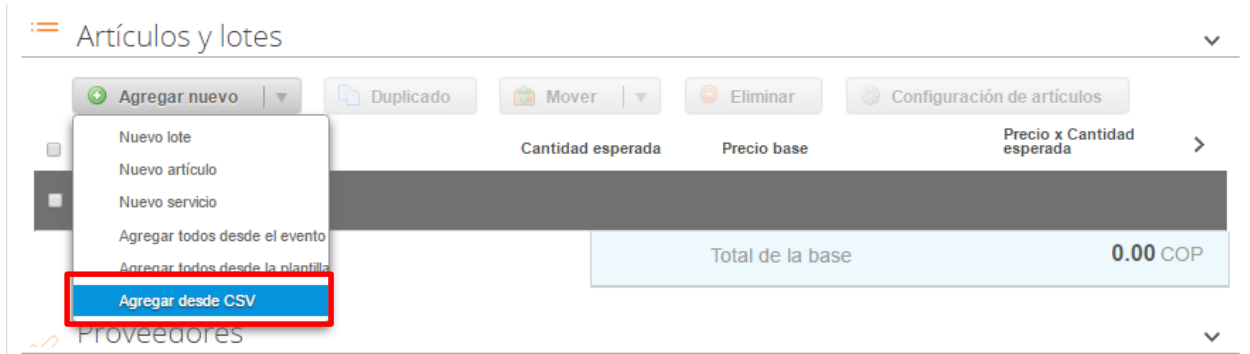 Artículos y lotes
Agregar nuevo
Duplicado
Mover
Eliminar
Configuración de artículos
Nuevo lote
Nuevo artículo
Nuevo servicio
Agregar todos desde el evento
Agregar todos desde la plantilla
Agregar desde CSV
Cantidad esperada
Precio base
Precio x Cantidad
esperada
Total de la base
0.00 COP
Proveedores